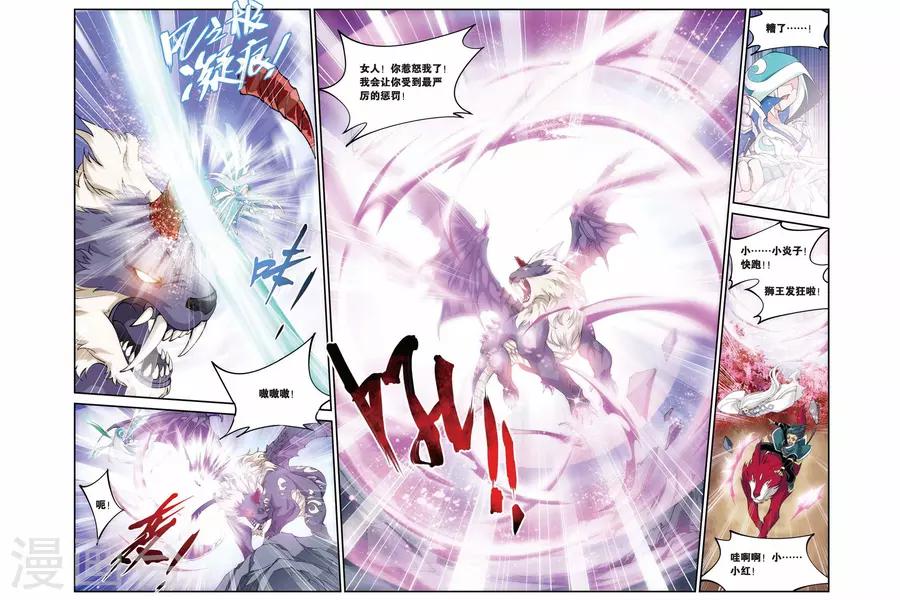 风之极
凝痕!
咔
嗷嗷嗷!
呃!
女人!你惹怒我了!
我会让你受到最严
厉的惩罚!
糟了……!
小……小炎子!
快跑!!
狮王发狂啦!
哇啊啊!小……
小红!
漫画台